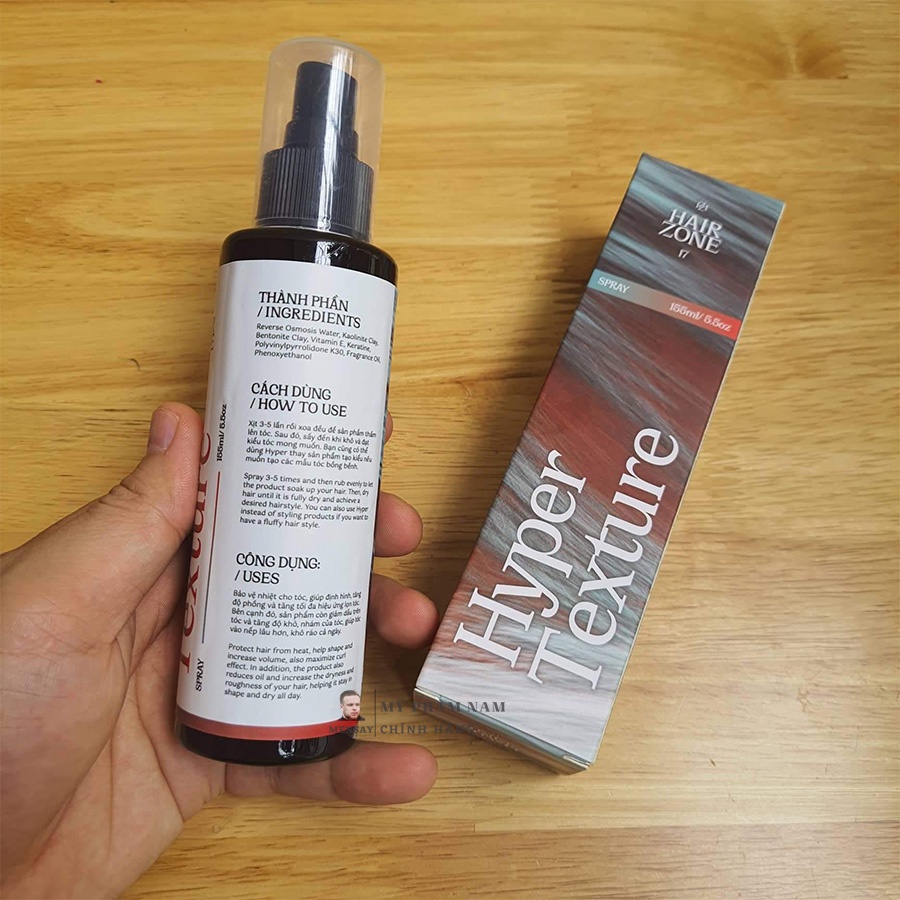 THÀNH PHẦN
/ INGREDIENTS
Reverse Osmosis Water, Kaolinite Clay,
Bentonite Clay, Vitamin E, Keratine,
Polyvinylpyrrolidone K30, Fragrance Oil,
Phenoxyethanol
CÁCH DÙNG
/ HOW TO USE
Xịt 3-5 lần rồi xoa đều để sản phẩm thấm
lên tóc. Sau đó, sấy đến khi khô và đạt
kiểu tóc mong muốn. Bạn cũng có thể
dùng Hyper thay sản phẩm tạo kiểu nếu
muốn tạo các mẫu tóc bồng bềnh.
Spray 3-5 times and then rub evenly to let
the product soak up your hair. Then, dry
hair until it is fully dry and achieve a
desired hairstyle. You can also use Hyper
instead of styling products if you want to
have a fluffy hair style.
CÔNG DỤNG:
/ USES
Bảo vệ nhiệt cho tóc, giúp định hình, tăng
độ phồng và tăng tối đa hiệu ứng lọn tóc.
Bên cạnh đó, sản phẩm còn giảm dầu trên
tóc và tăng độ khô, nhám của tóc, giúp tóc
vào nếp lâu hơn, khô ráo cả ngày.
Protect hair from heat, help shape and
increase volume, also maximize curl
effect. In addition, the product also
reduces oil and increase the dryness and
roughness of your hair, helping it stay in
shape and dry all day.
Texture
SPRAY
155ml/ 5.5oz
HAIR
ZONE
17
SPRAY
155ml/ 5.5oz
Hyper
Texture
MỸ PHẨM NAM
CHÍNH